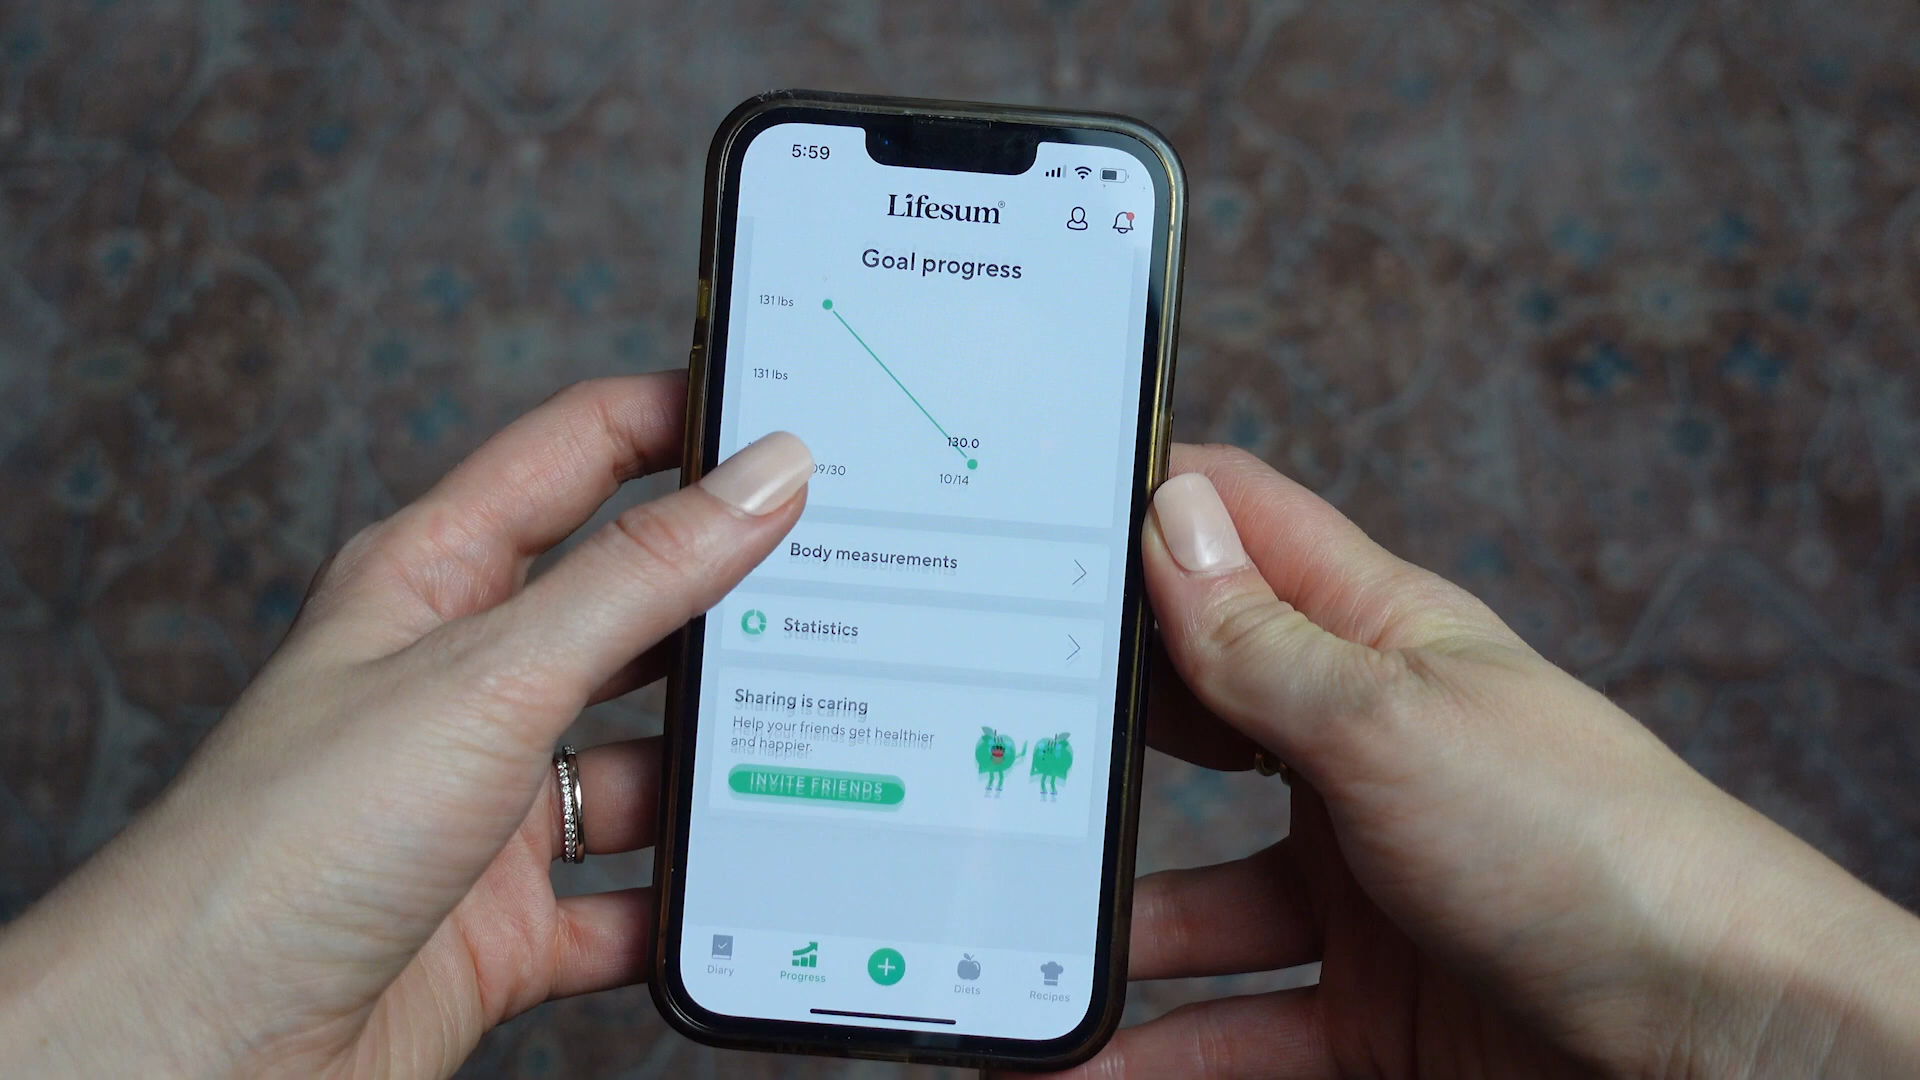 5:59
Lifesum®
Goal progress
131 lbs
131 lbs
130.0
09/30
10/14
Body measurements
Statistics
Sharing is caring
Help your friends get healthier
and happier.
INVITE FRIENDS
Diary
Progress
Diets
Recipes